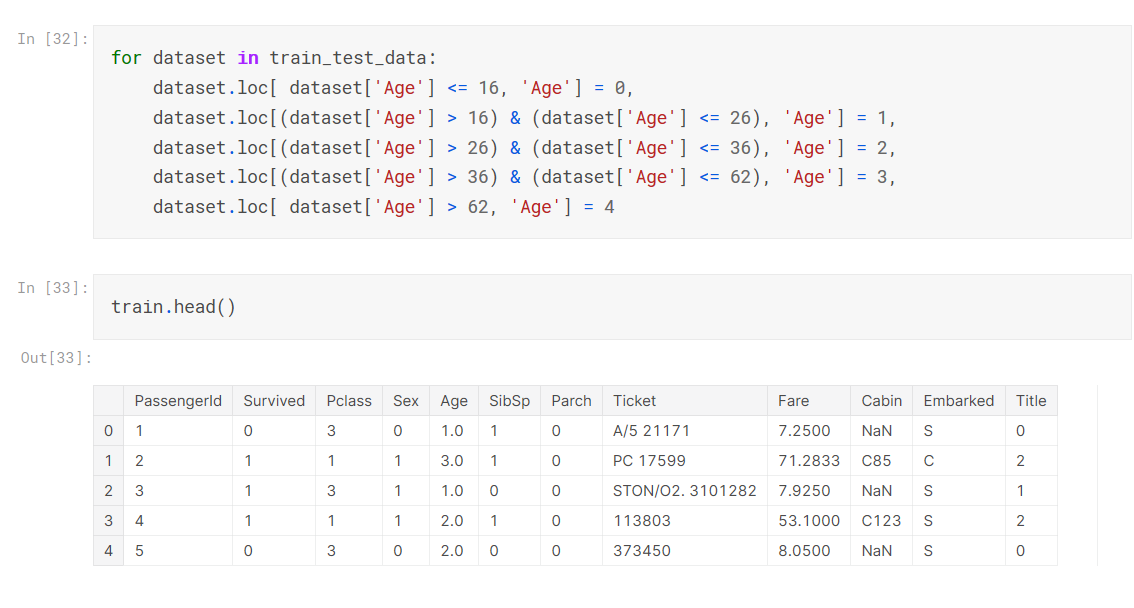 In [32]:
for dataset in train_test_data:
    dataset.loc[ dataset['Age'] <= 16, 'Age'] = 0,
    dataset.loc[(dataset['Age'] > 16) & (dataset['Age'] <= 26), 'Age'] = 1,
    dataset.loc[(dataset['Age'] > 26) & (dataset['Age'] <= 36), 'Age'] = 2,
    dataset.loc[(dataset['Age'] > 36) & (dataset['Age'] <= 62), 'Age'] = 3,
    dataset.loc[ dataset['Age'] > 62, 'Age'] = 4
In [33]:
train.head()
Out[33]:
PassengerId Survived Pclass Sex Age SibSp Parch Ticket Fare Cabin Embarked Title
0 1 0 3 0 1.0 1 0 A/5 21171 7.2500 NaN S 0
1 2 1 1 1 3.0 1 0 PC 17599 71.2833 C85 C 2
2 3 1 3 1 1.0 0 0 STON/O2. 3101282 7.9250 NaN S 1
3 4 1 1 1 2.0 1 0 113803 53.1000 C123 S 2
4 5 0 3 0 2.0 0 0 373450 8.0500 NaN S 0